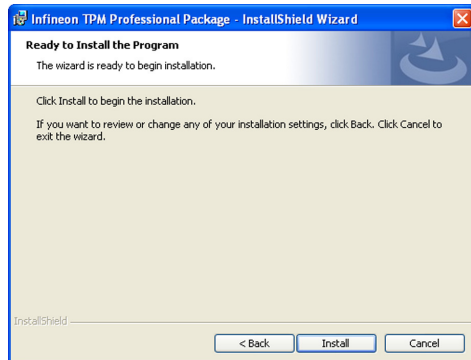 Infineon TPM Professional Package - InstallShield Wizard
Ready to Install the Program
The wizard is ready to begin installation.
Click Install to begin the installation.
If you want to review or change any of your installation settings, click Back. Click Cancel to
exit the wizard.
InstallShield
< Back Install Cancel